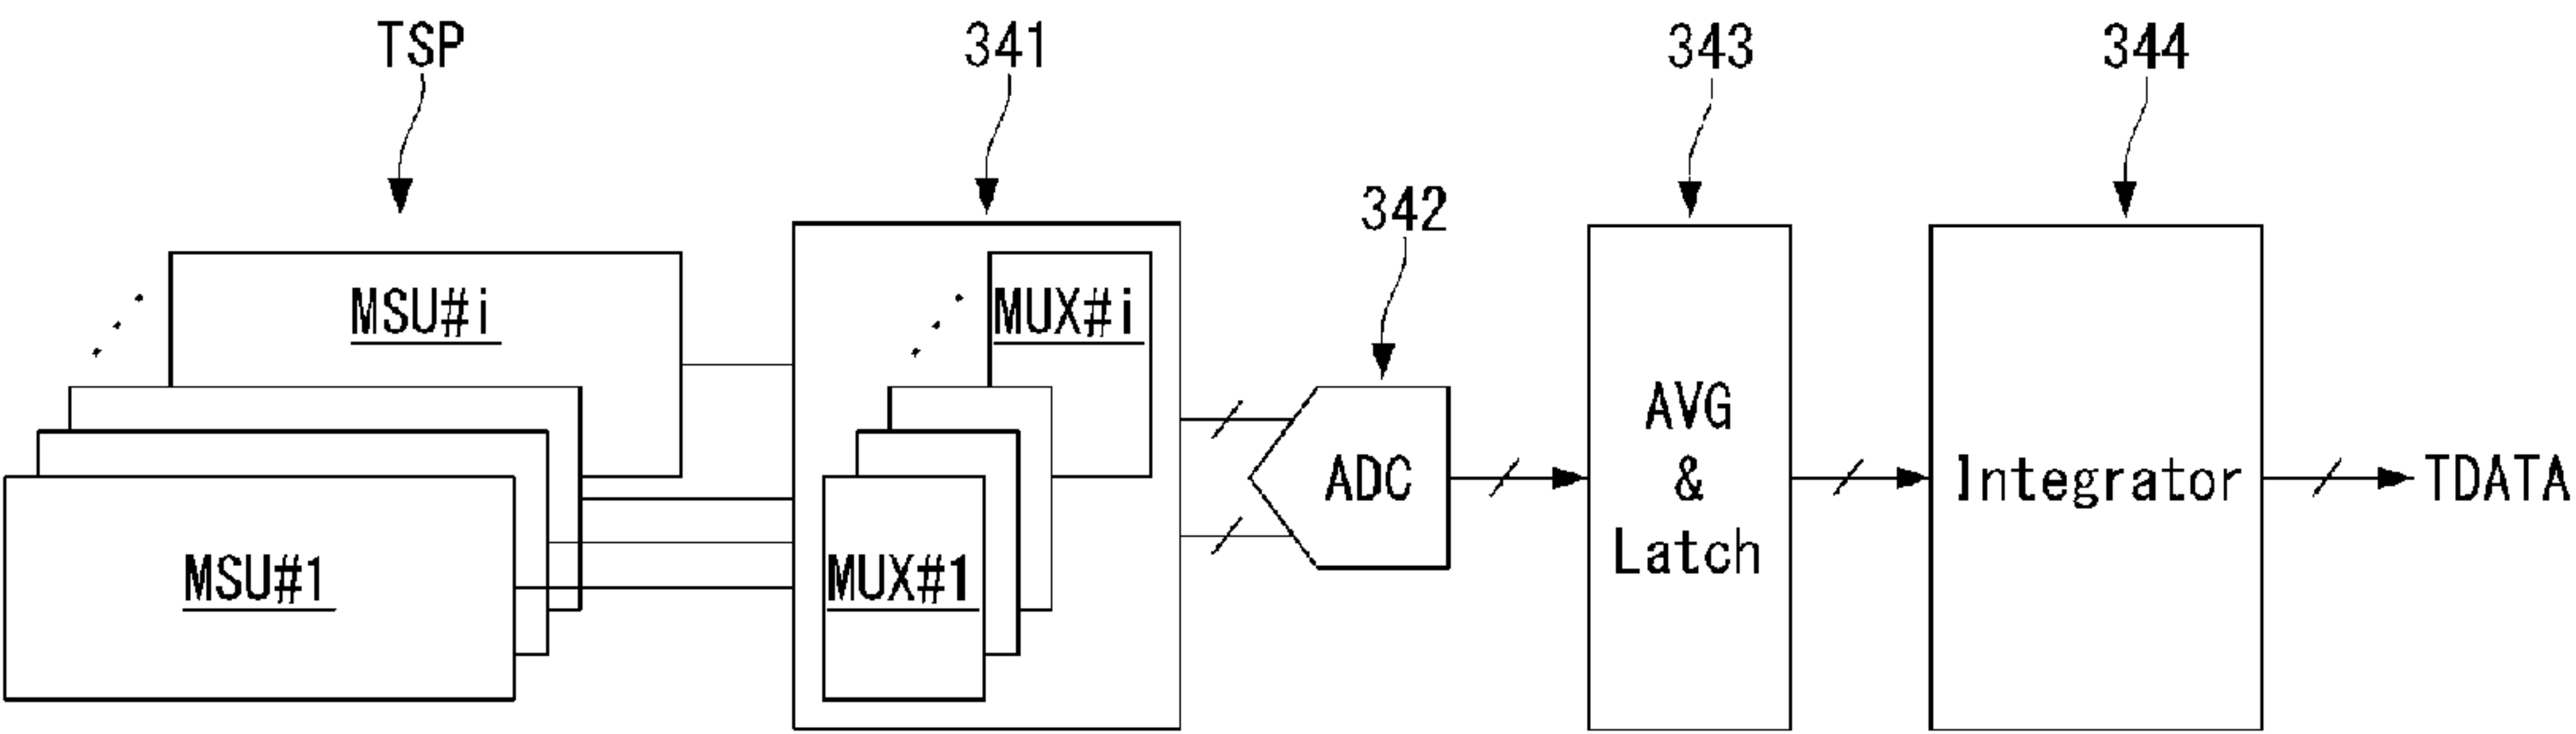 TSP
341
343
344
342
MSU#i
MUX#i
AVG
&
Latch
ADC
Integrator
TDATA
MSU#1
MUX#1